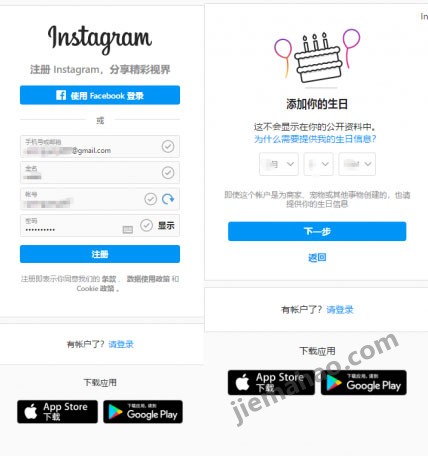 Instagram
注册 Instagram，分享精彩视界
使用 Facebook 登录
或
手机号或邮箱
@gmail.com
全名
帐号
密码
••••••••••
显示
注册
注册即表示你同意我们的 条款 、 数据使用政策 和
Cookie 政策 。
有帐户了？ 请登录
下载应用
App Store
下载
下载应用，请到
Google Play
In
添加你的生日
这不会显示在你的公开资料中。
为什么需要提供我的生日信息?
月
即使这个帐户是为商家、宠物或其他事物创建的，也请
提供你的生日信息
下一步
返回
有帐户了？ 请登录
下载应用
App Store
下载
下载应用，请到
Google Play
jiemahao.com